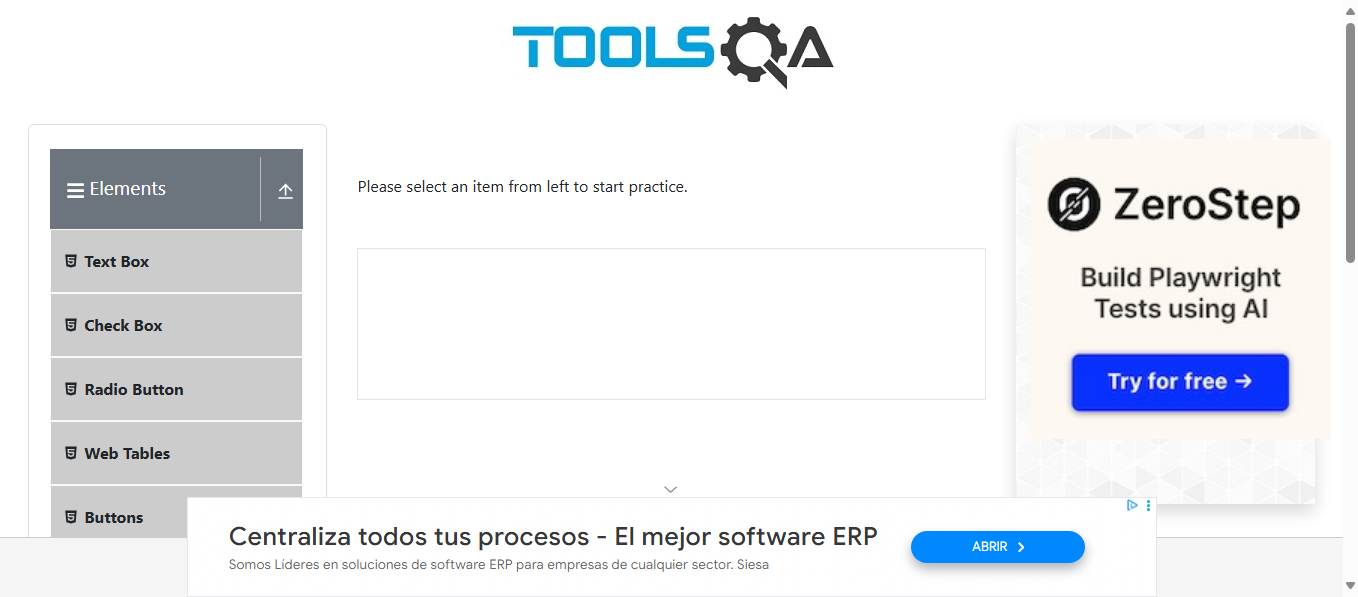 TOOLSQA
Elements
Please select an item from left to start practice.
Text Box
Check Box
Radio Button
Web Tables
Buttons
ZeroStep
Build Playwright
Tests using AI
Try for free →
Centraliza todos tus procesos - El mejor software ERP
Somos Líderes en soluciones de software ERP para empresas de cualquier sector. Siesa
ABRIR